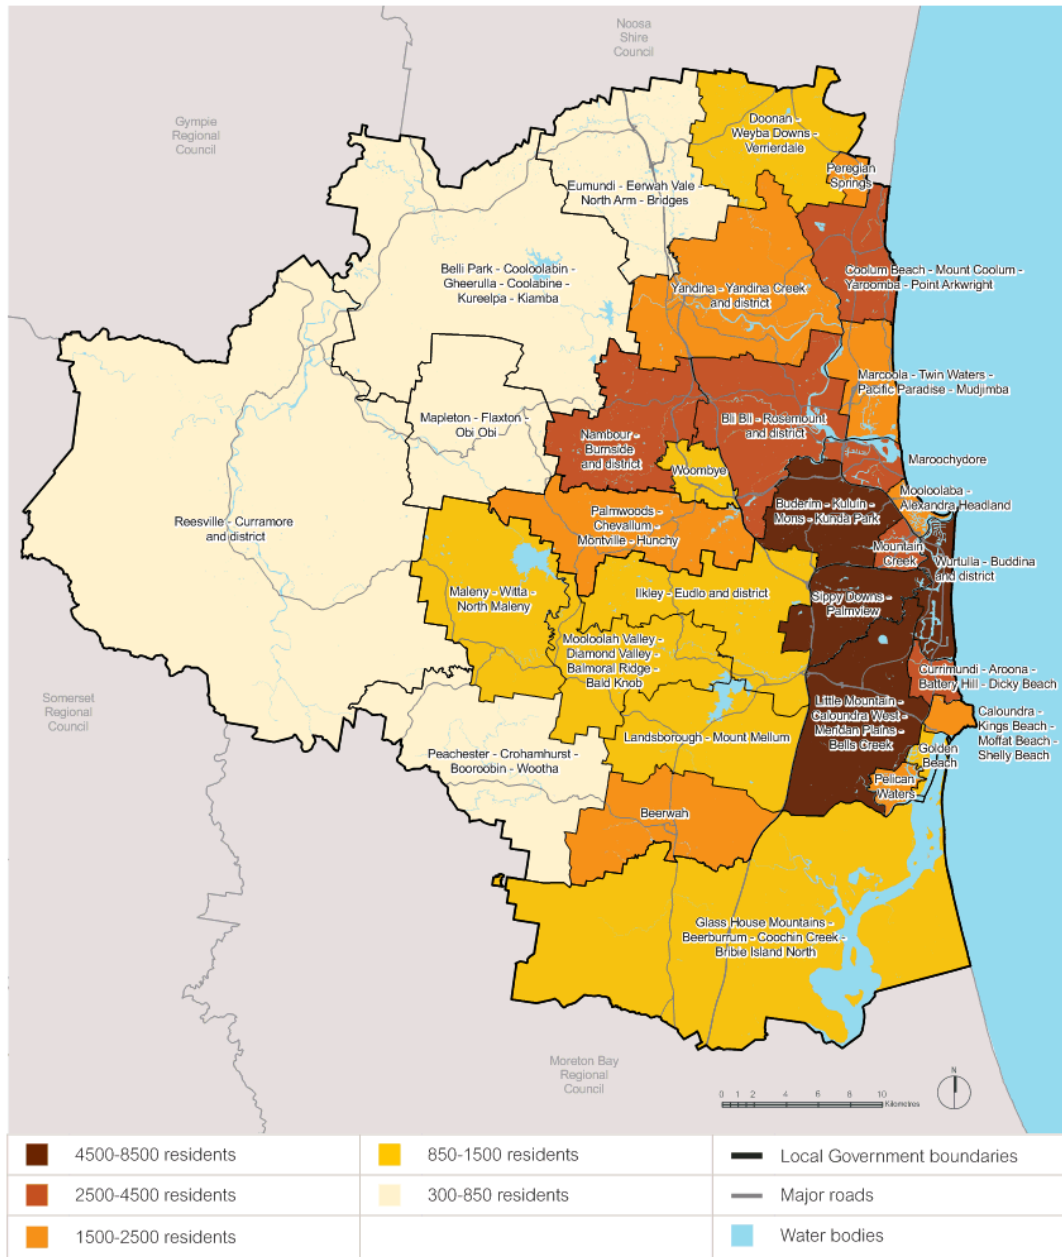 Noosa
Shire
Council
Gympie
Regional
Council
Doonan -
Weyba Downs -
Verrierdale
Peregian
Springs
Eumundi - Eerwah Vale -
North Arm - Bridges
Belli Park - Cooloolabin -
Gheerulla - Coolabine -
Kureelpa - Kiamba
Yandina - Yandina Creek
and district
Coolum Beach - Mount Coolum -
Yaroomba - Point Arkwright
Marcoola - Twin Waters -
Pacific Paradise - Mudjimba
Mapleton - Flaxton -
Obi Obi
Nambour -
Burnside
and district
Bli Bli - Rosemount
and district
Woombye
Maroochydore
Mooloolaba -
Alexandra Headland
Reesville - Curramore
and district
Palmwoods -
Chevallum -
Montville - Hunchy
Buderim - Kuluin -
Mons - Kunda Park
Mountain
Creek
Wurtulla - Buddina
and district
Maleny - Witta -
North Maleny
Ilkley - Eudlo and district
Sippy Downs -
Palmview
Mooloolah Valley -
Diamond Valley -
Balmoral Ridge -
Bald Knob
Currimundi - Aroona -
Battery Hill - Dicky Beach
Somerset
Regional
Council
Little Mountain -
Caloundra West -
Meridan Plains -
Bells Creek
Caloundra -
Kings Beach -
Moffat Beach -
Shelly Beach
Landsborough - Mount Mellum
Golden
Beach
Peachester - Crohamhurst -
Booroobin - Wootha
Pelican
Waters
Beerwah
Glass House Mountains -
Beerburrum - Coochin Creek -
Bribie Island North
Moreton Bay
Regional
Council
N
0 1 2 4 6 8 10
Kilometres
4500-8500 residents
850-1500 residents
Local Government boundaries
2500-4500 residents
300-850 residents
Major roads
1500-2500 residents
Water bodies